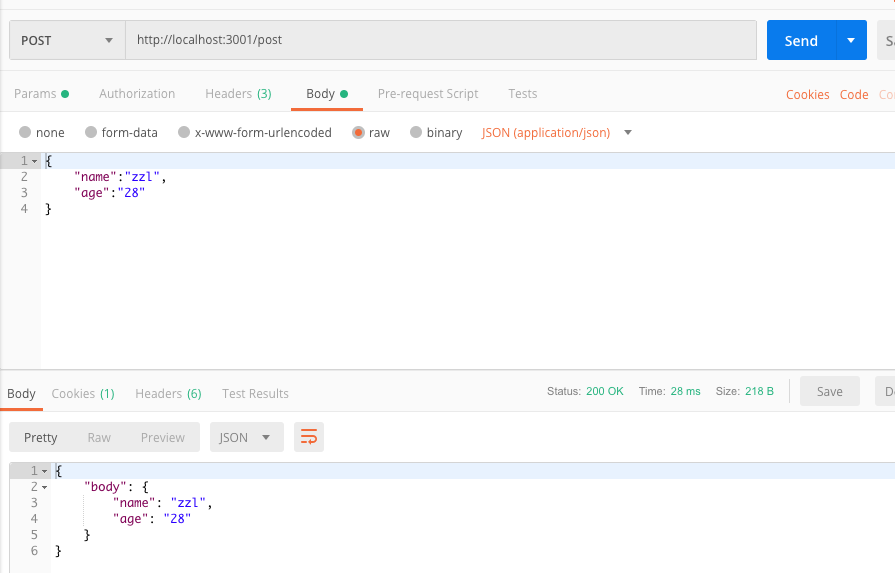 POST http://localhost:3001/post Send Sa
Params Authorization Headers (3) Body Pre-request Script Tests Cookies Code
none form-data x-www-form-urlencoded raw binary JSON (application/json)
1 {
2 "name":"zzl",
3 "age":"28"
4 }
Body Cookies (1) Headers (6) Test Results Status: 200 OK Time: 28 ms Size: 218 B Save
Pretty Raw Preview JSON
1 {
2 "body": {
3 "name": "zzl",
4 "age": "28"
5 }
6 }